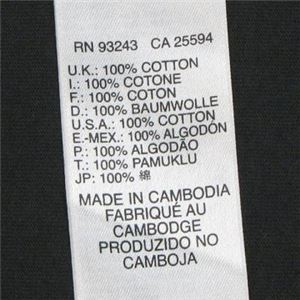 RN 93243 CA 25594
U.K.: 100% COTTON
I.: 100% COTONE
F.: 100% COTON
D.: 100% BAUMWOLLE
U.S.A.: 100% COTTON
E.-MEX.: 100% ALGODÓN
P.: 100% ALGODÃO
T.: 100% PAMUKLU
JP: 100% 綿
MADE IN CAMBODIA
FABRIQUÉ AU
CAMBODGE
PRODUZIDO NO
CAMBOJA